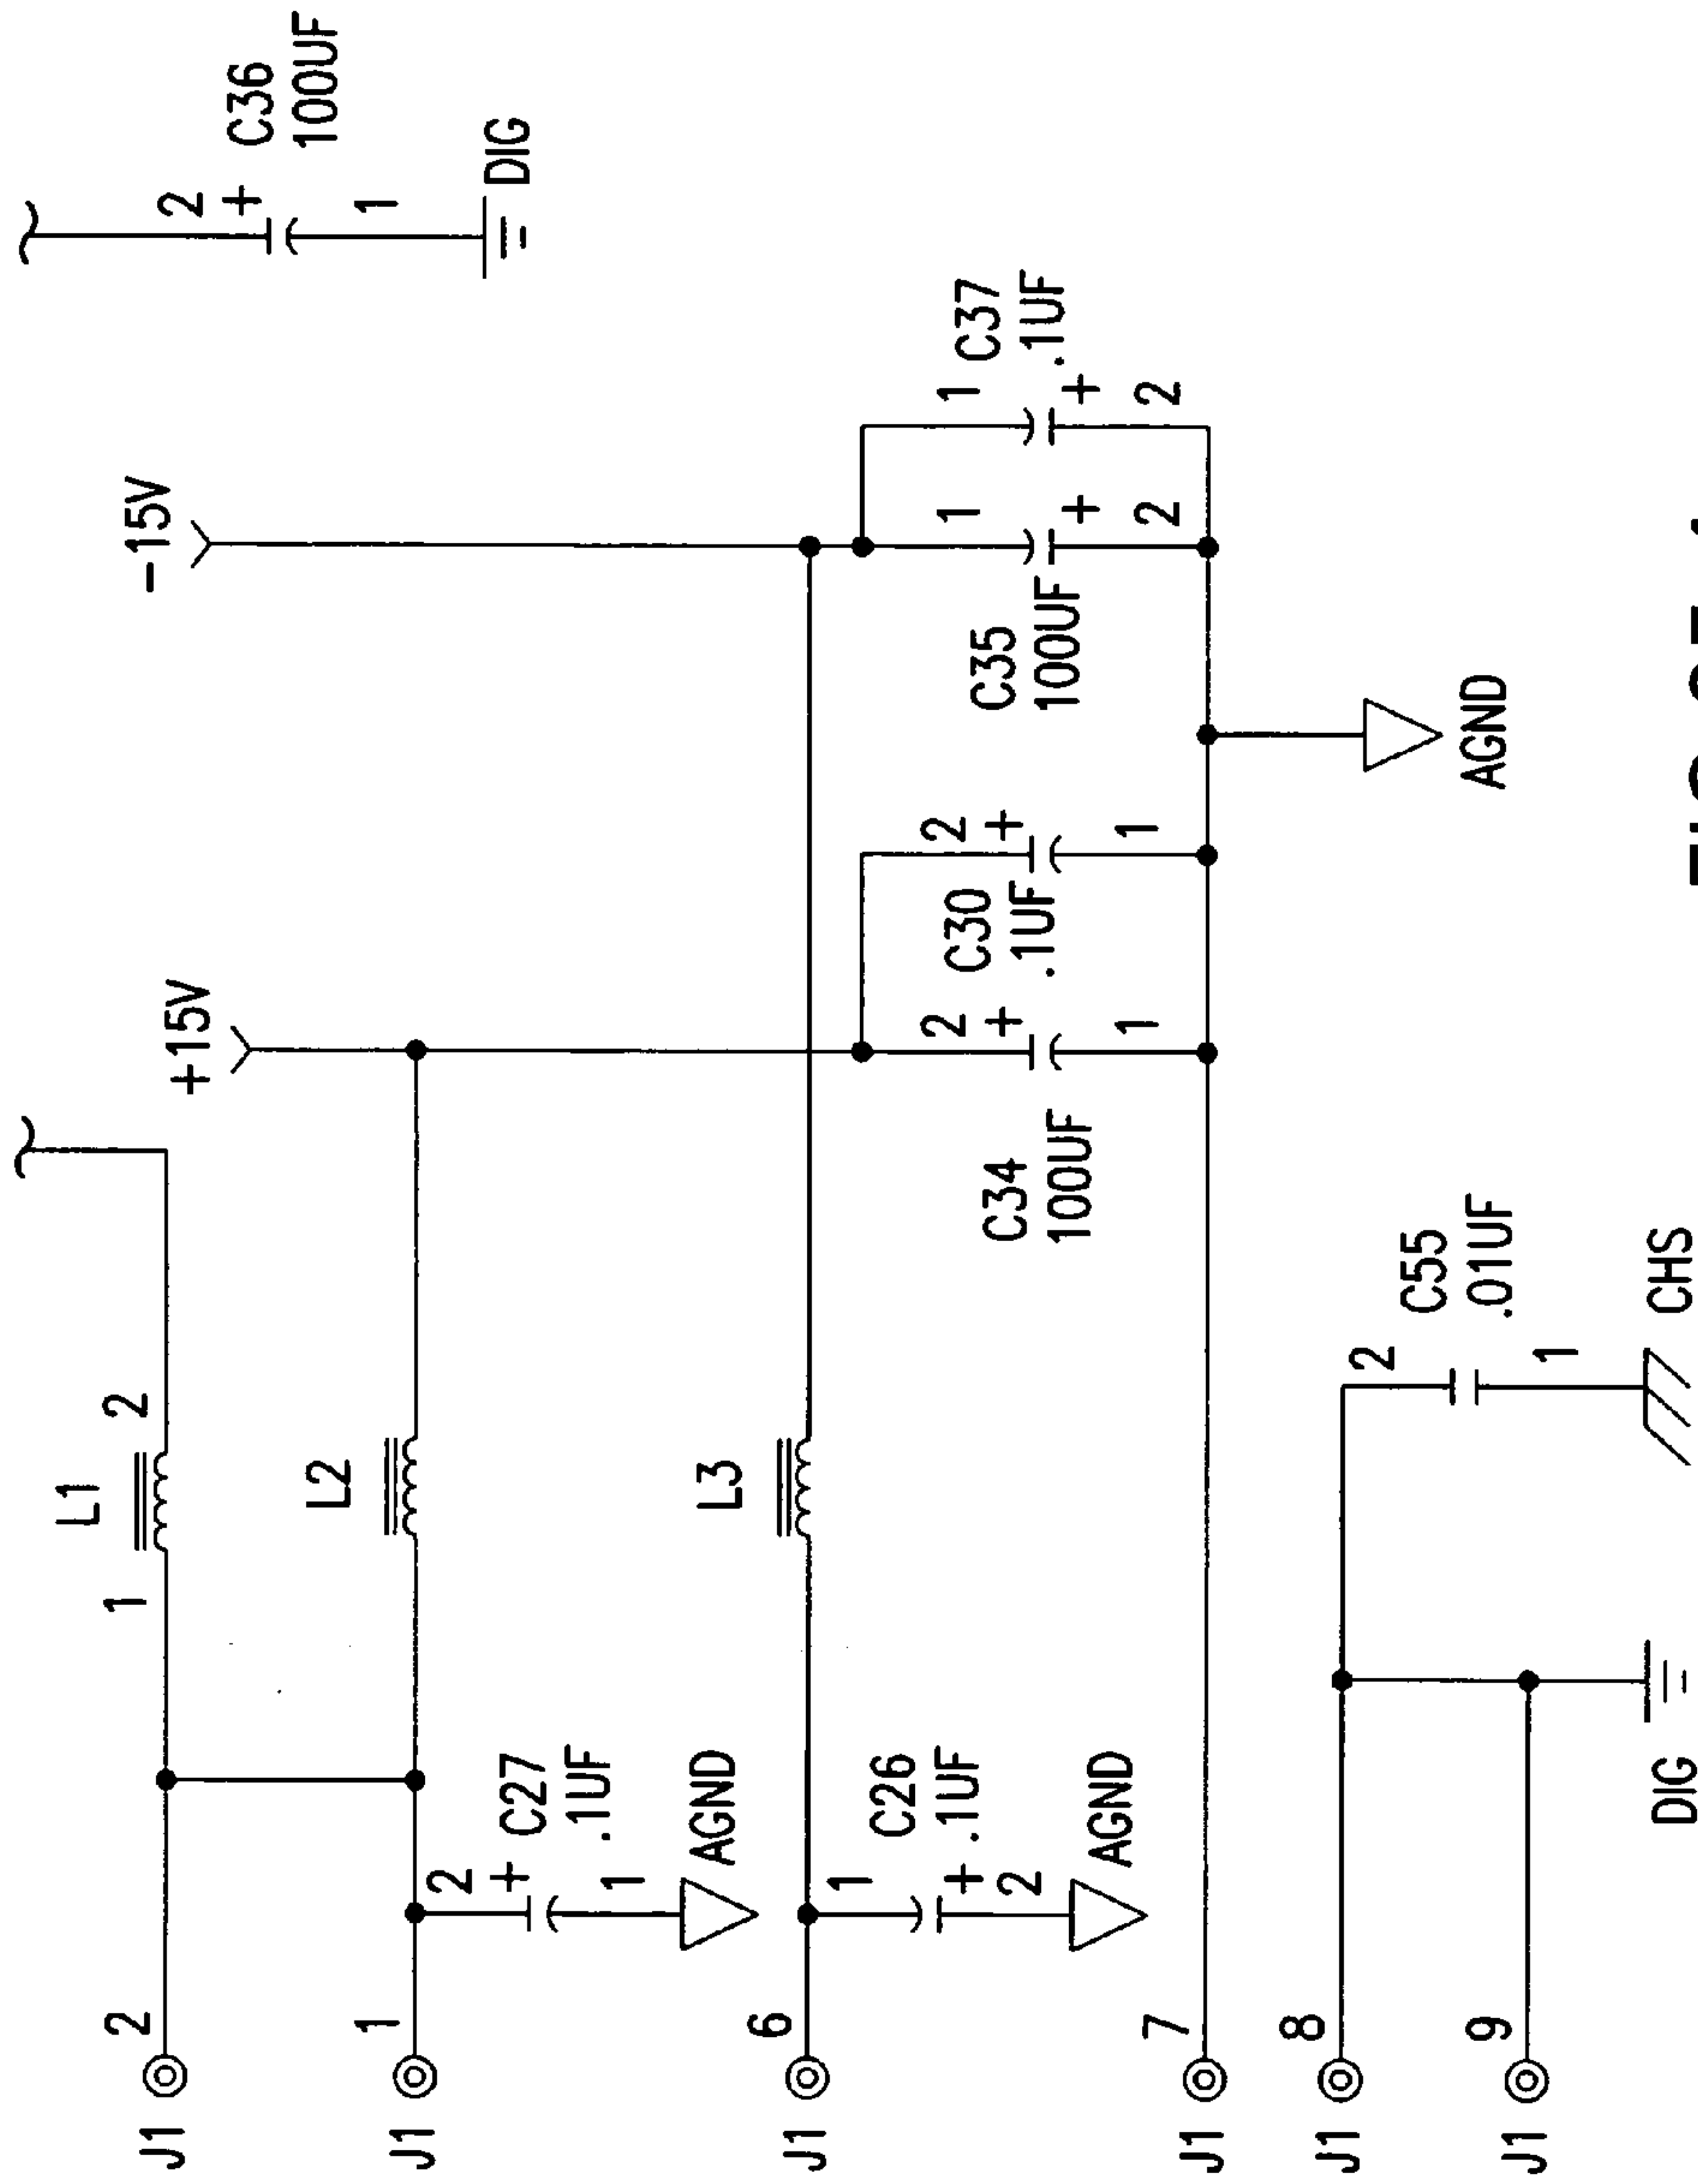 J1
2
1
L1
2
+15V
-15V
2
+
C36
100UF
1
DIG
J1
1
L2
2
+
C27
.1UF
1
AGND
J1
6
L3
1
C26
+.1UF
2
AGND
C34
100UF
2
+
1
C30
.1UF
2
+
1
C35
100UF
1
+
2
C37
.1UF
1
+
2
J1
7
AGND
J1
8
2
C55
.01UF
1
J1
9
DIG
CHS